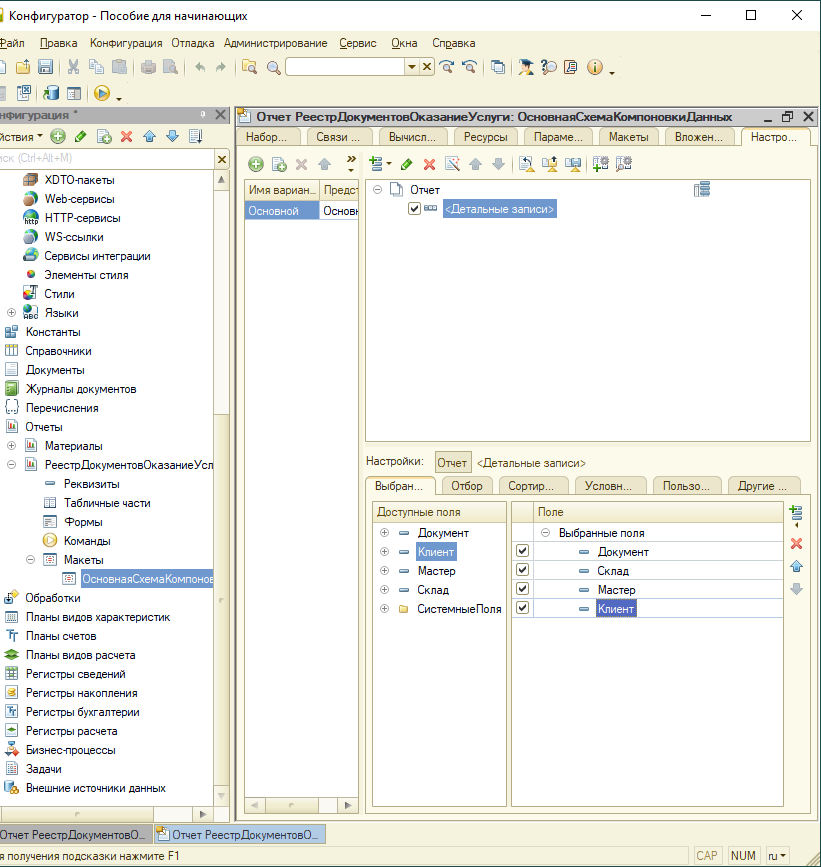 Конфигуратор - Пособие для начинающих
Файл Правка Конфигурация Отладка Администрирование Сервис Окна Справка
нфигурация *
йствия
ск (Ctrl+Alt+M)
XDTO-пакеты
Web-сервисы
HTTP-сервисы
WS-ссылки
Сервисы интеграции
Элементы стиля
Стили
Языки
Константы
Справочники
Документы
Журналы документов
Перечисления
Отчеты
Материалы
РеестрДокументовОказаниеУсл
Реквизиты
Табличные части
Формы
Команды
Макеты
ОсновнаяСхемаКомпонов
Обработки
Планы видов характеристик
Планы счетов
Планы видов расчета
Регистры сведений
Регистры накопления
Регистры бухгалтерии
Регистры расчета
Бизнес-процессы
Задачи
Внешние источники данных
Отчет РеестрДокументовОказаниеУслуги: ОсновнаяСхемаКомпоновкиДанных
Набор... Связи ... Вычисл... Ресурсы Параме... Макеты Вложен... Настро...
Имя вариан... Предст
Основной Основн
Отчет
<Детальные записи>
Настройки: Отчет <Детальные записи>
Выбран... Отбор Сортир... Условн... Пользо... Другие ...
Доступные поля
Документ
Клиент
Мастер
Склад
СистемныеПоля
Поле
Выбранные поля
Документ
Склад
Мастер
Клиент
Отчет РеестрДокументовО... Отчет РеестрДокументовО...
я получения подсказки нажмите F1 CAP NUM ru